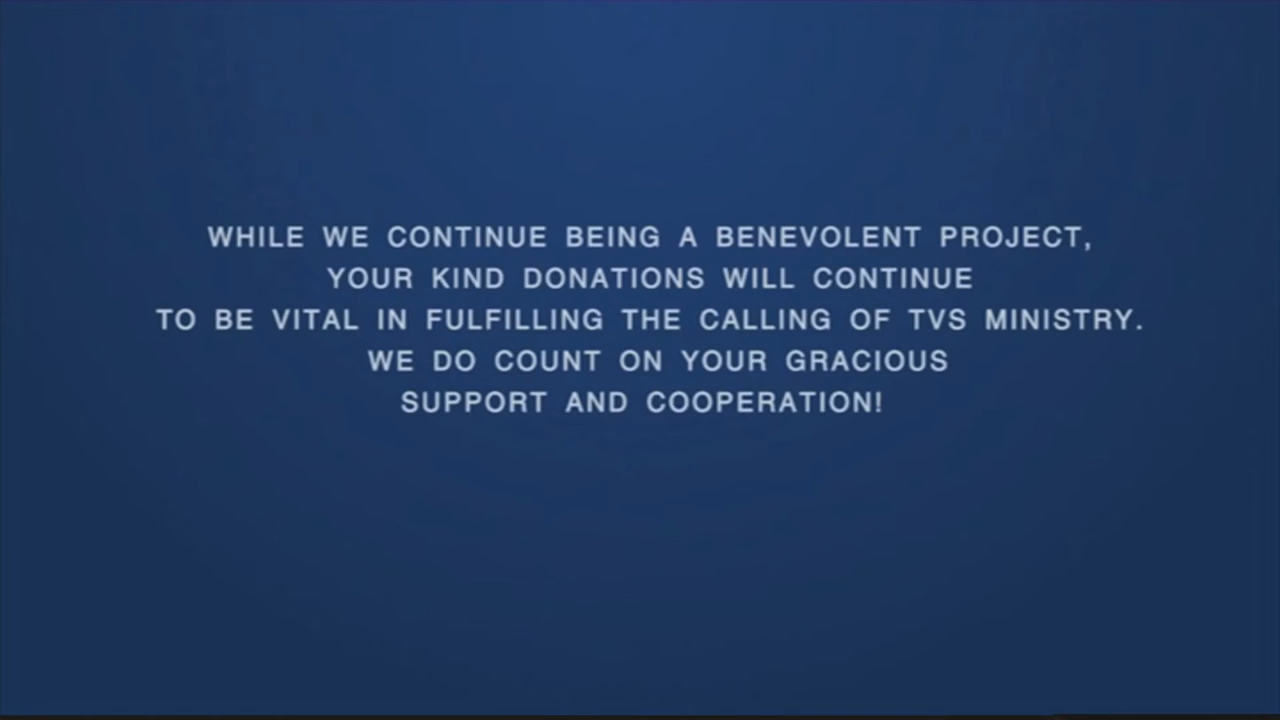 WHILE WE CONTINUE BEING A BENEVOLENT PROJECT,
YOUR KIND DONATIONS WILL CONTINUE
TO BE VITAL IN FULFILLING THE CALLING OF TVS MINISTRY.
WE DO COUNT ON YOUR GRACIOUS
SUPPORT AND COOPERATION!